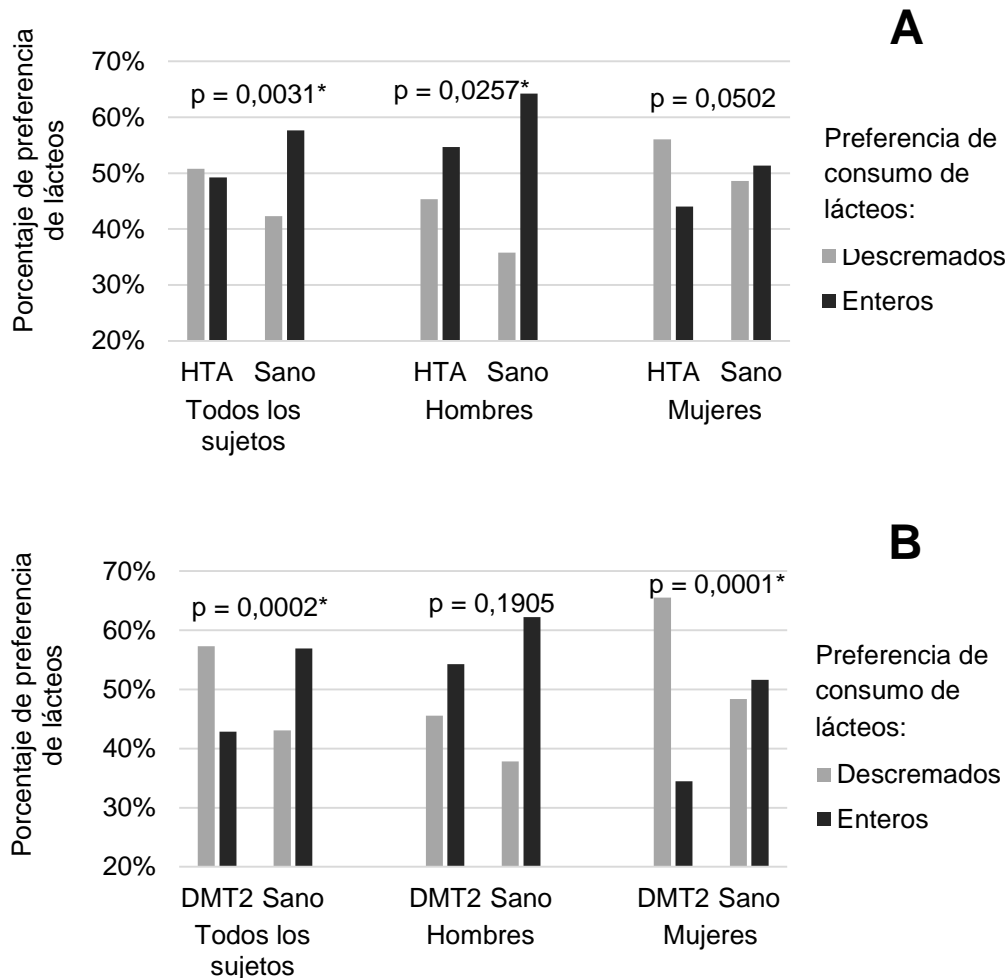 A
Porcentaje de preferencia
de lácteos
70%
60%
50%
40%
30%
20%
p = 0,0031*
p = 0,0257*
p = 0,0502
HTA Sano
Todos los
sujetos
HTA Sano
Hombres
HTA Sano
Mujeres
Preferencia de
consumo de
lácteos:
Descremados
Enteros
B
Porcentaje de preferencia
de lácteos
70%
60%
50%
40%
30%
20%
p = 0,0002*
p = 0,1905
p = 0,0001*
DMT2 Sano
Todos los
sujetos
DMT2 Sano
Hombres
DMT2 Sano
Mujeres
Preferencia de
consumo de
lácteos:
Descremados
Enteros